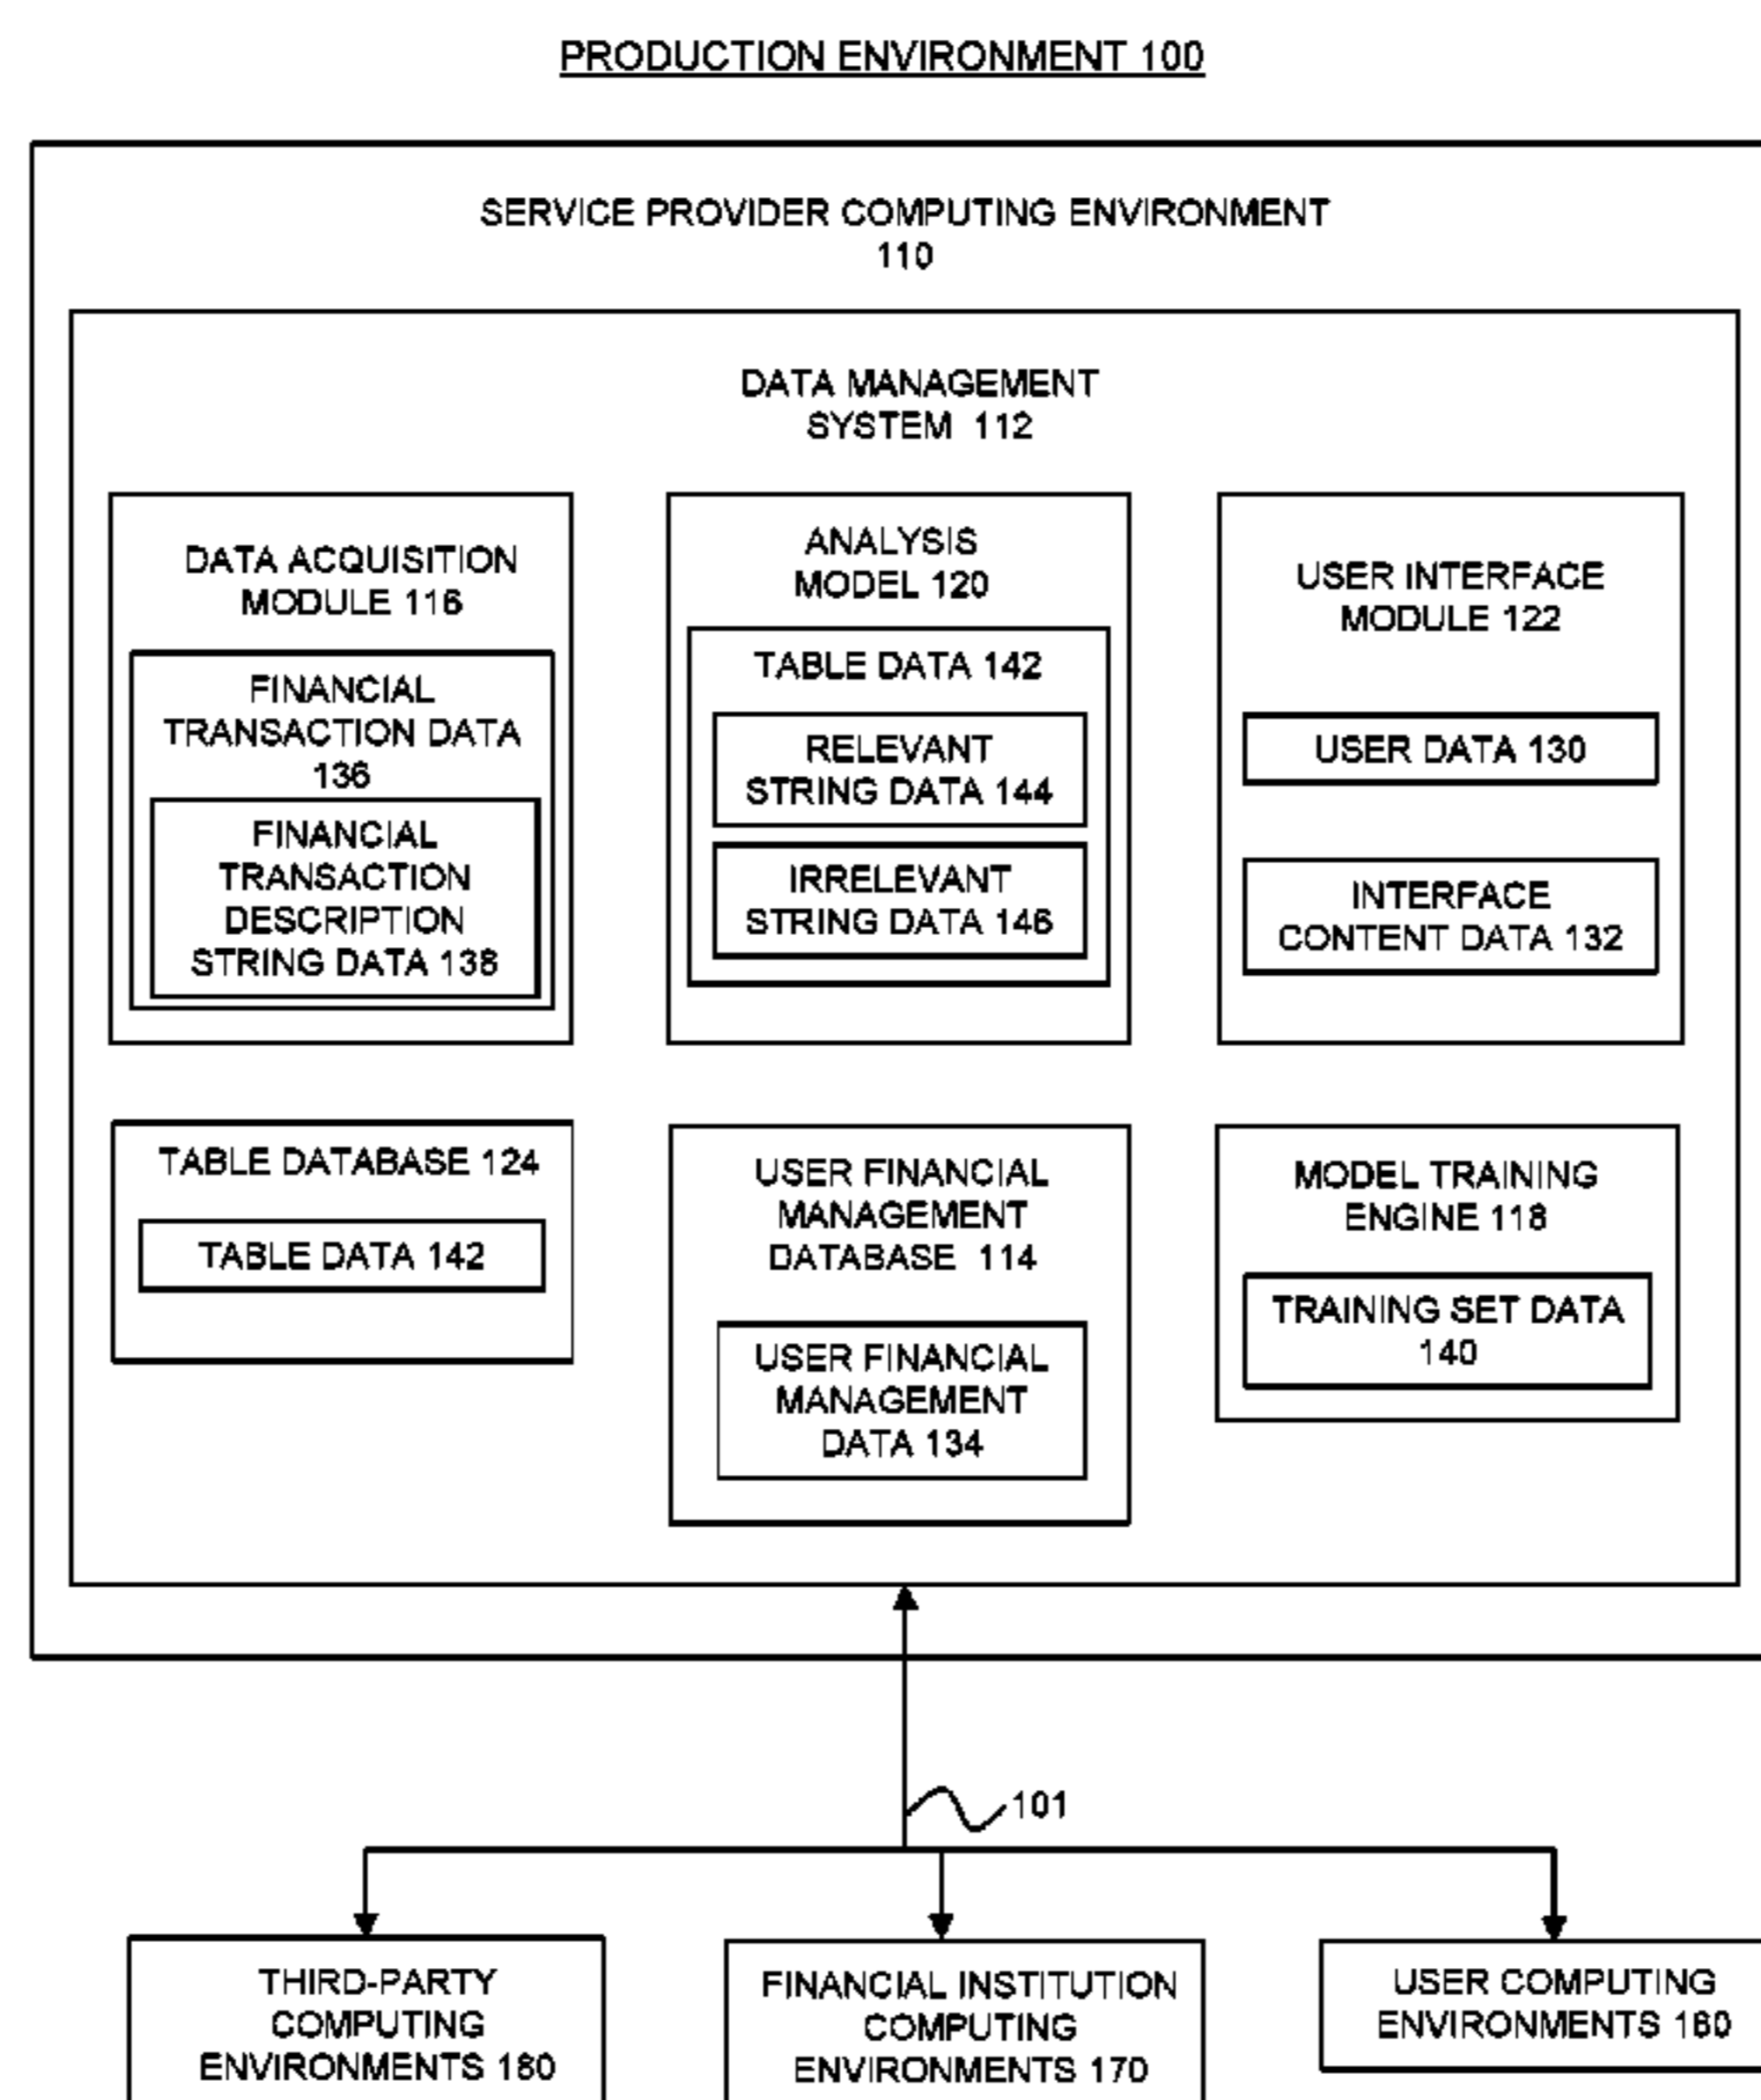 PRODUCTION ENVIRONMENT 100
SERVICE PROVIDER COMPUTING ENVIRONMENT
110
DATA MANAGEMENT
SYSTEM 112
DATA ACQUISITION
MODULE 116
FINANCIAL
TRANSACTION DATA
136
FINANCIAL
TRANSACTION
DESCRIPTION
STRING DATA 138
ANALYSIS
MODEL 120
TABLE DATA 142
RELEVANT
STRING DATA 144
IRRELEVANT
STRING DATA 146
USER INTERFACE
MODULE 122
USER DATA 130
INTERFACE
CONTENT DATA 132
TABLE DATABASE 124
TABLE DATA 142
USER FINANCIAL
MANAGEMENT
DATABASE 114
USER FINANCIAL
MANAGEMENT
DATA 134
MODEL TRAINING
ENGINE 118
TRAINING SET DATA
140
101
THIRD-PARTY
COMPUTING
ENVIRONMENTS 180
FINANCIAL INSTITUTION
COMPUTING
ENVIRONMENTS 170
USER COMPUTING
ENVIRONMENTS 160